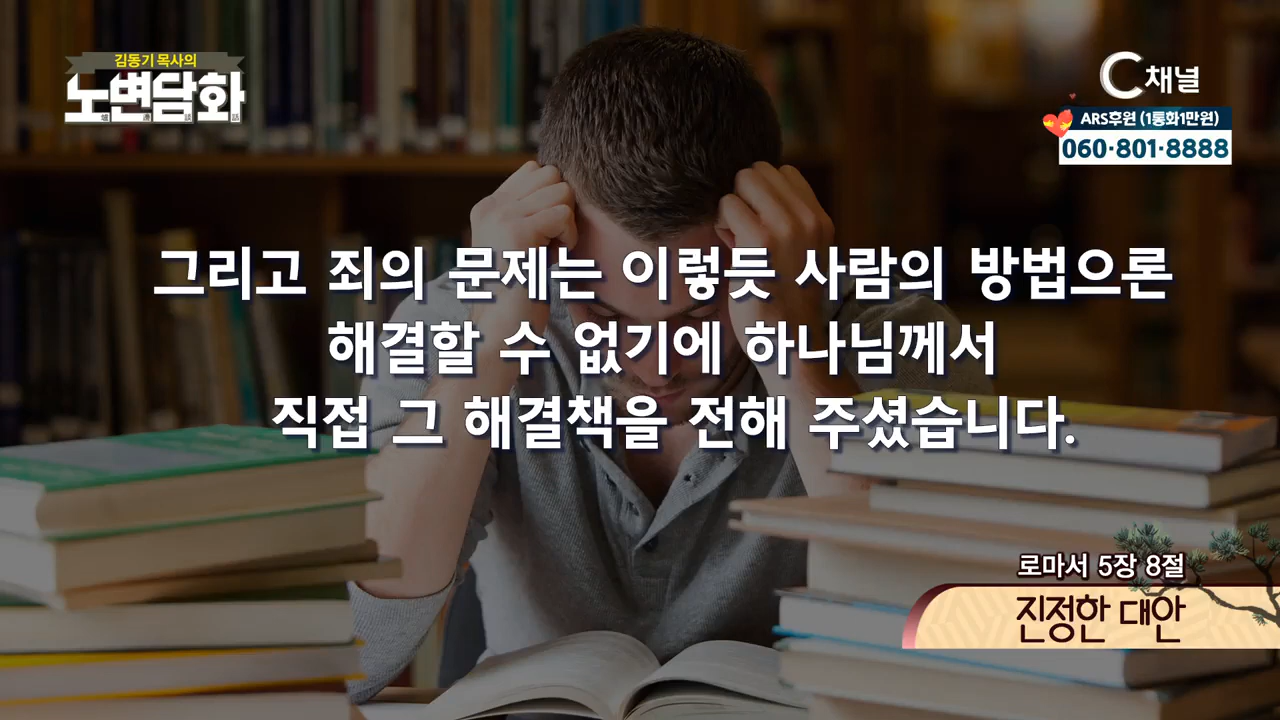 김동기 목사의
노변담화
C채널
ARS후원 (1통화1만원)
060·801·8888
그리고 죄의 문제는 이렇듯 사람의 방법으론
해결할 수 없기에 하나님께서
직접 그 해결책을 전해 주셨습니다.
로마서 5장 8절
진정한 대안